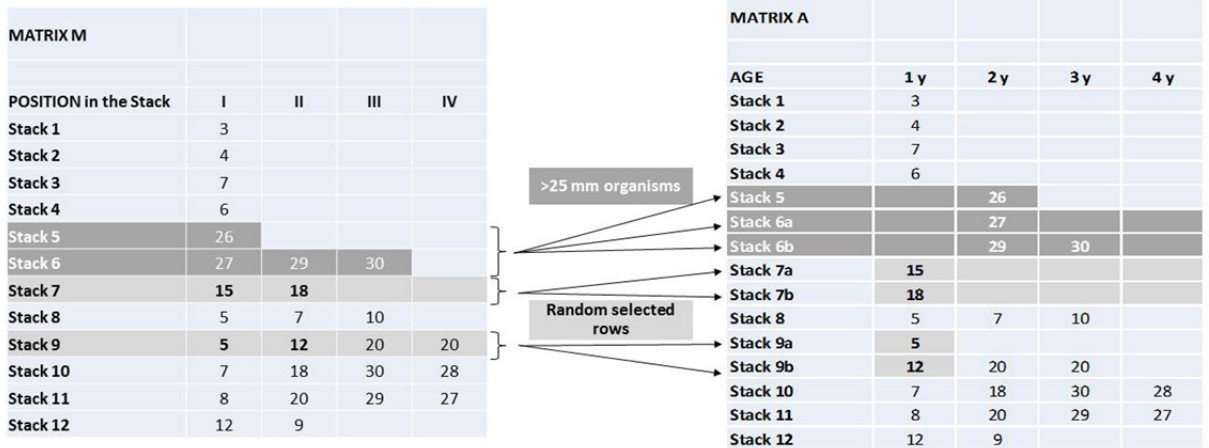 MATRIX M
POSITION in the Stack I II III IV
Stack 1 3
Stack 2 4
Stack 3 7
Stack 4 6
Stack 5 26
Stack 6 27 29 30
Stack 7 15 18
Stack 8 5 7 10
Stack 9 5 12 20 20
Stack 10 7 18 30 28
Stack 11 8 20 29 27
Stack 12 12 9
>25 mm organisms
Random selected
rows
MATRIX A
AGE 1 y 2 y 3 y 4 y
Stack 1 3
Stack 2 4
Stack 3 7
Stack 4 6
Stack 5 26
Stack 6a 27
Stack 6b 29 30
Stack 7a 15
Stack 7b 18
Stack 8 5 7 10
Stack 9a 5
Stack 9b 12 20 20
Stack 10 7 18 30 28
Stack 11 8 20 29 27
Stack 12 12 9